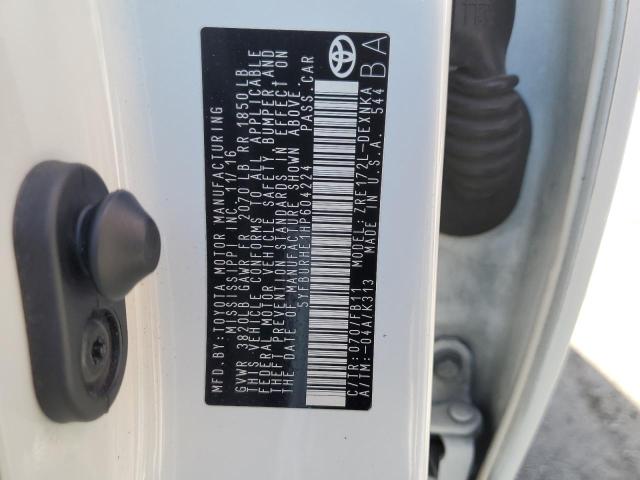 MFD. BY: TOYOTA MOTOR MANUFACTURING
MISSISSIPPI INC. 11/16
GVWR 3820LB GAWR FR 2070 LB RR 1850 LB
THIS VEHICLE CONFORMS TO ALL APPLICABLE
FEDERAL MOTOR VEHICLE SAFETY BUMPER AND
THEFT PREVENTION STANDARDS IN EFFECT ON
THE DATE OF MANUFACTURE SHOWN ABOVE.
5YFBURHE1HP604224 PASS. CAR
C/TR: 070/FB11 MODEL: ZRE172L-DEXNKA
A/TM: -04A/K313 MADE IN U.S.A. 544
BA